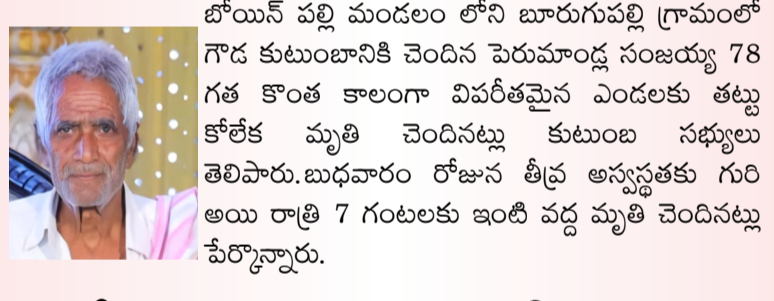 బోయిన్ పల్లి మండలం లోని బూరుగుపల్లి గ్రామంలో
గౌడ కుటుంబానికి చెందిన పెరుమాండ్ల సంజయ్య 78
గత కొంత కాలంగా విపరీతమైన ఎండలకు తట్టు
కోలేక మృతి చెందినట్లు కుటుంబ సభ్యులు
తెలిపారు.బుధవారం రోజున తీవ్ర అస్వస్థతకు గురి
అయి రాత్రి 7 గంటలకు ఇంటి వద్ద మృతి చెందినట్లు
పేర్కొన్నారు.